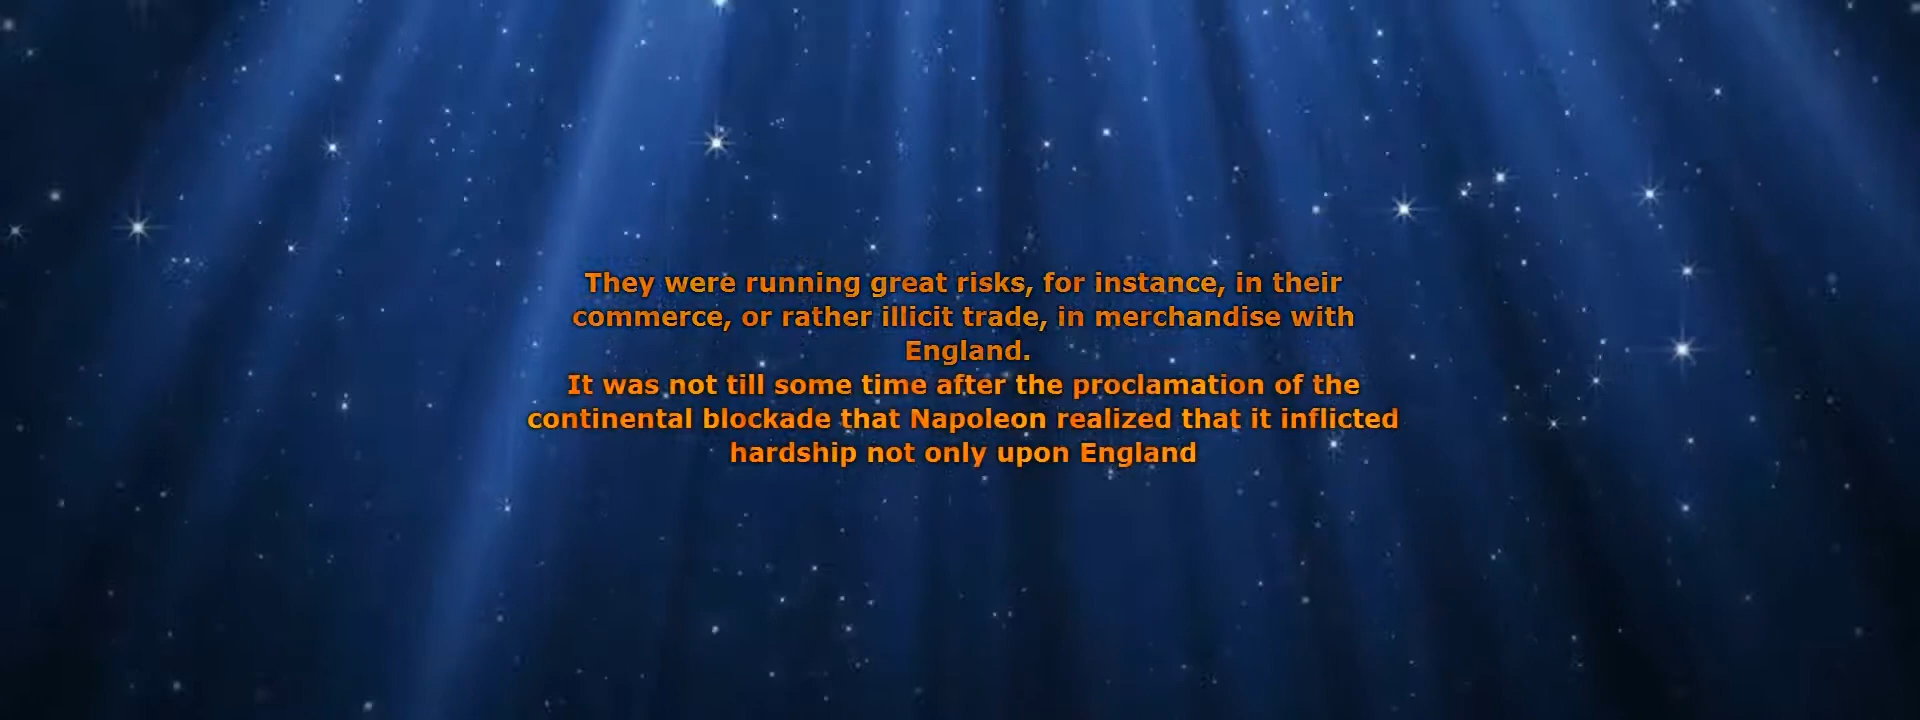 They were running great risks, for instance, in their
commerce, or rather illicit trade, in merchandise with
England.
It was not till some time after the proclamation of the
continental blockade that Napoleon realized that it inflicted
hardship not only upon England